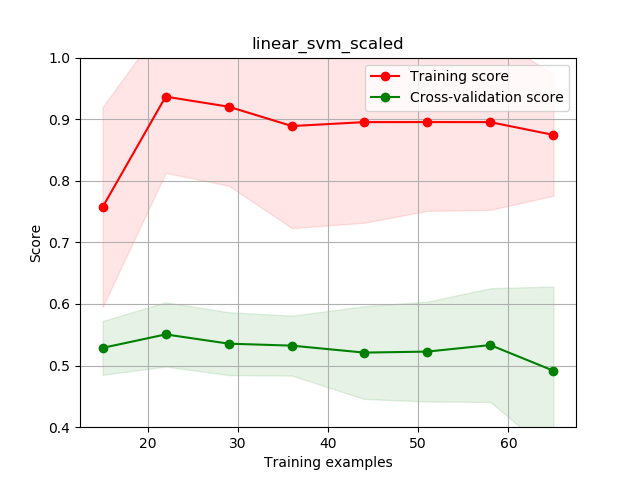 linear_svm_scaled
1.0
0.9
0.8
0.7
0.6
0.5
0.4
Score
Training score
Cross-validation score
20
30
40
50
60
Training examples